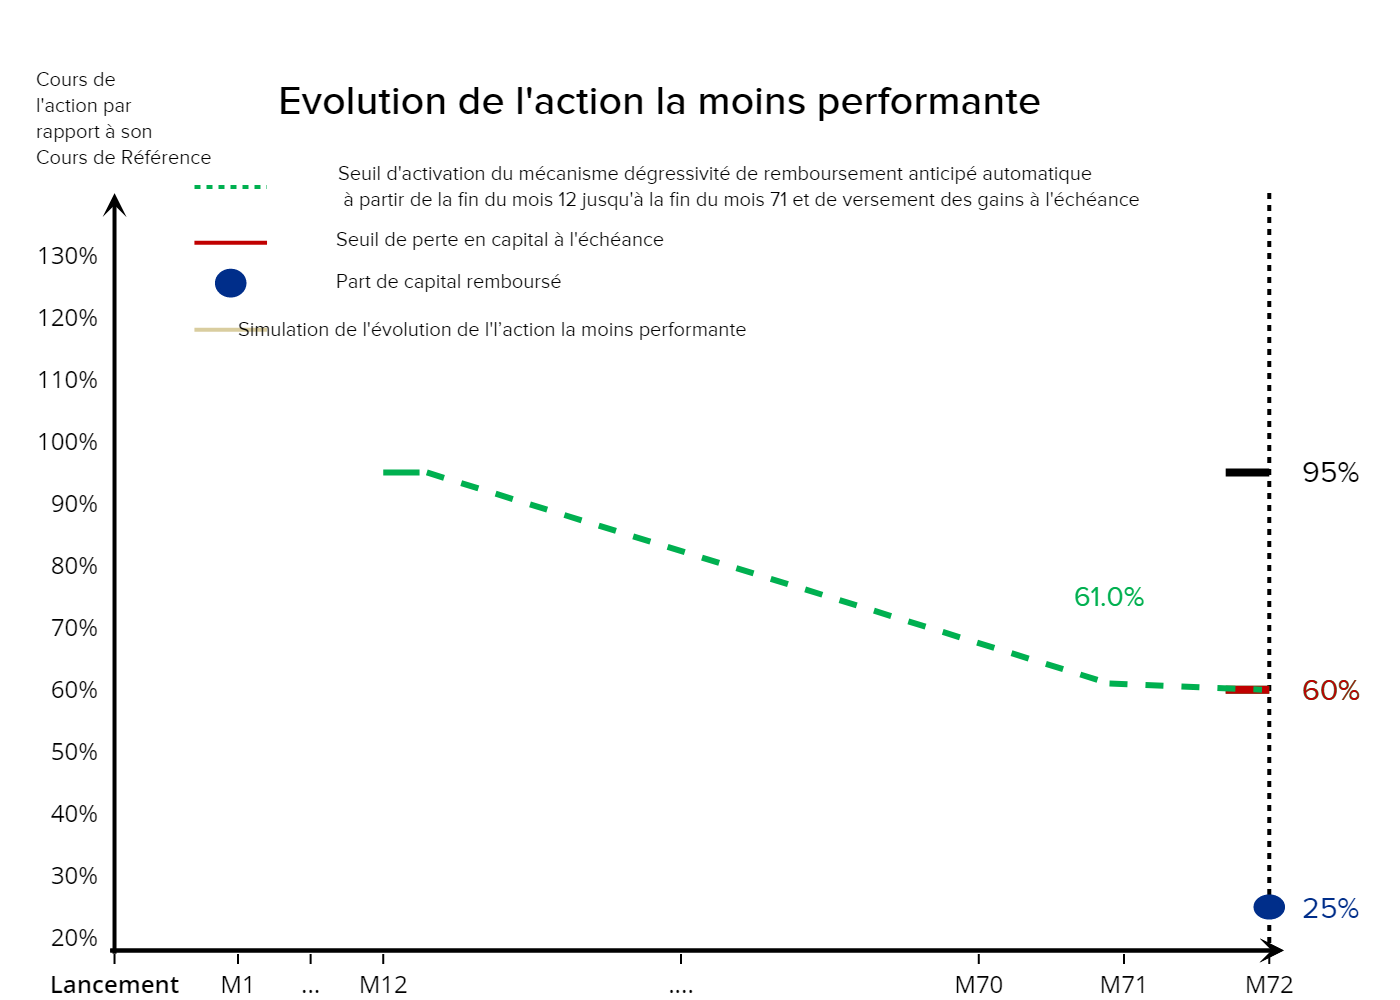 Cours de
l'action par
rapport à son
Cours de Référence
Evolution de l'action la moins performante
Seuil d'activation du mécanisme dégressivité de remboursement anticipé automatique
à partir de la fin du mois 12 jusqu'à la fin du mois 71 et de versement des gains à l'échéance
Seuil de perte en capital à l'échéance
Part de capital remboursé
Simulation de l'évolution de l'l’action la moins performante
130%
120%
110%
100%
90%
80%
70%
60%
50%
40%
30%
20%
95%
61.0%
60%
25%
Lancement M1 ... M12 .... M70 M71 M72